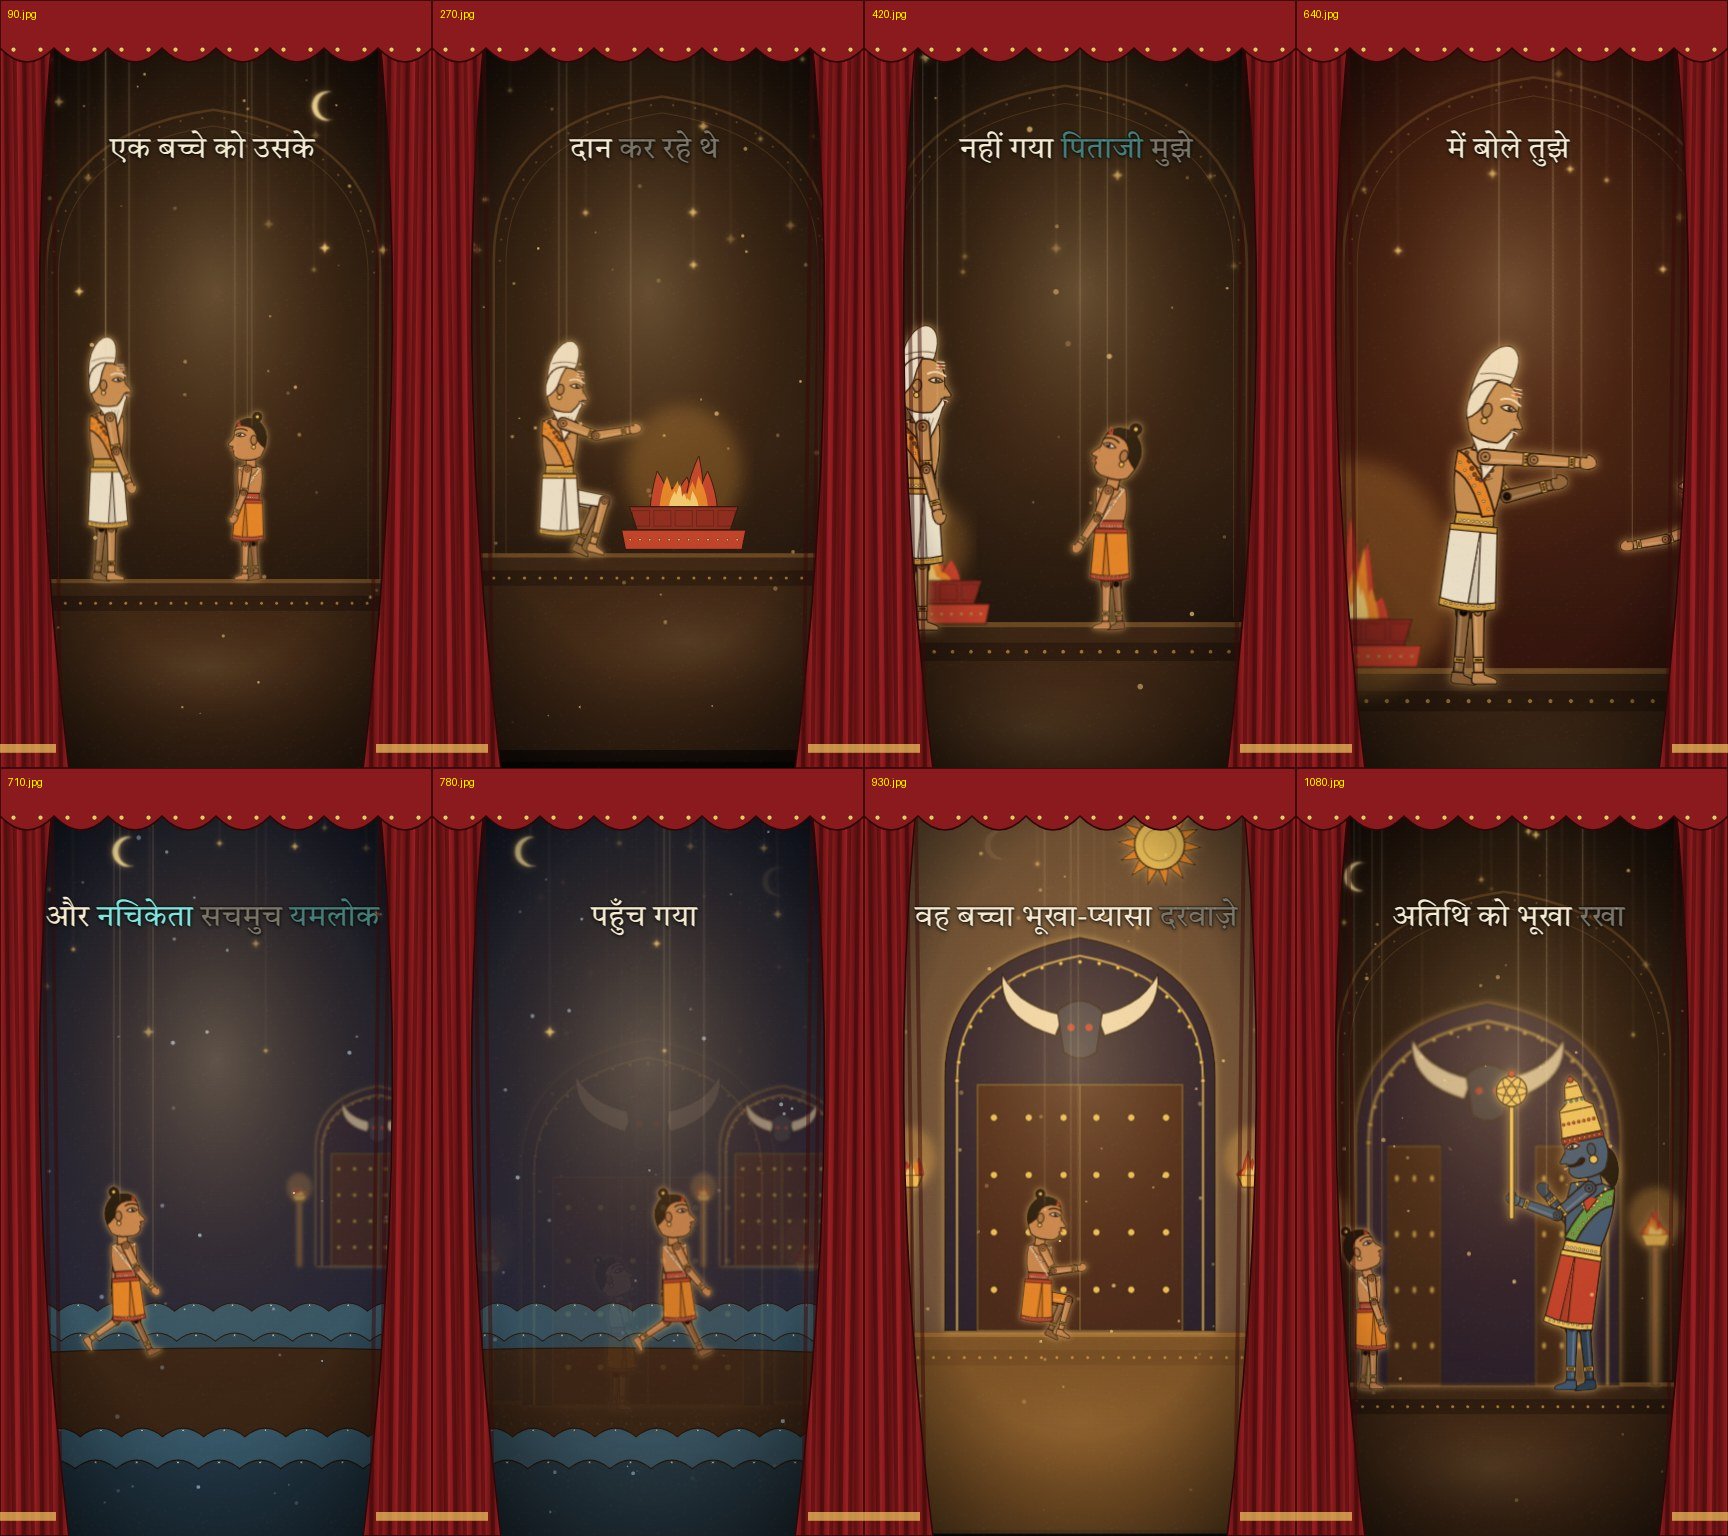 90.jpg
एक बच्चे को उसके
270.jpg
दान कर रहे थे
420.jpg
नहीं गया पिताजी मुझे
640.jpg
में बोले तुझे
710.jpg
और नचिकेता सचमुच यमलोक
780.jpg
पहुँच गया
930.jpg
वह बच्चा भूखा-प्यासा दरवाज़े
1080.jpg
अतिथि को भूखा रखा